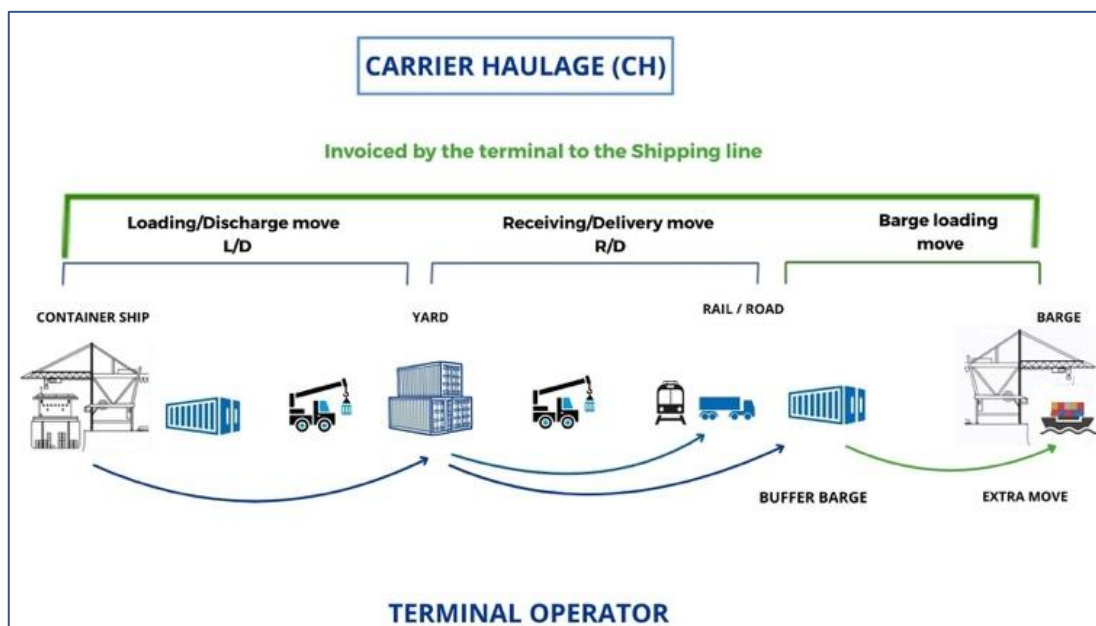 CARRIER HAULAGE (CH)
Invoiced by the terminal to the Shipping line
Loading/Discharge move
L/D
Receiving/Delivery move
R/D
Barge loading
move
CONTAINER SHIP
YARD
RAIL / ROAD
BARGE
BUFFER BARGE
EXTRA MOVE
TERMINAL OPERATOR